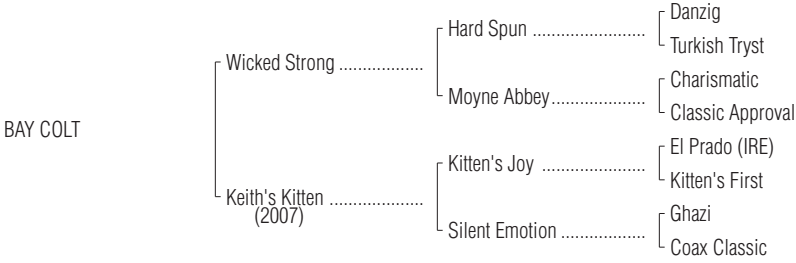 Danzig
Hard Spun ........................
Turkish Tryst
Wicked Strong ..................
Charismatic
Moyne Abbey....................
Classic Approval
BAY COLT
El Prado (IRE)
Kitten's Joy ......................
Kitten's First
Keith's Kitten ....................
(2007)
Ghazi
Silent Emotion ..................
Coax Classic